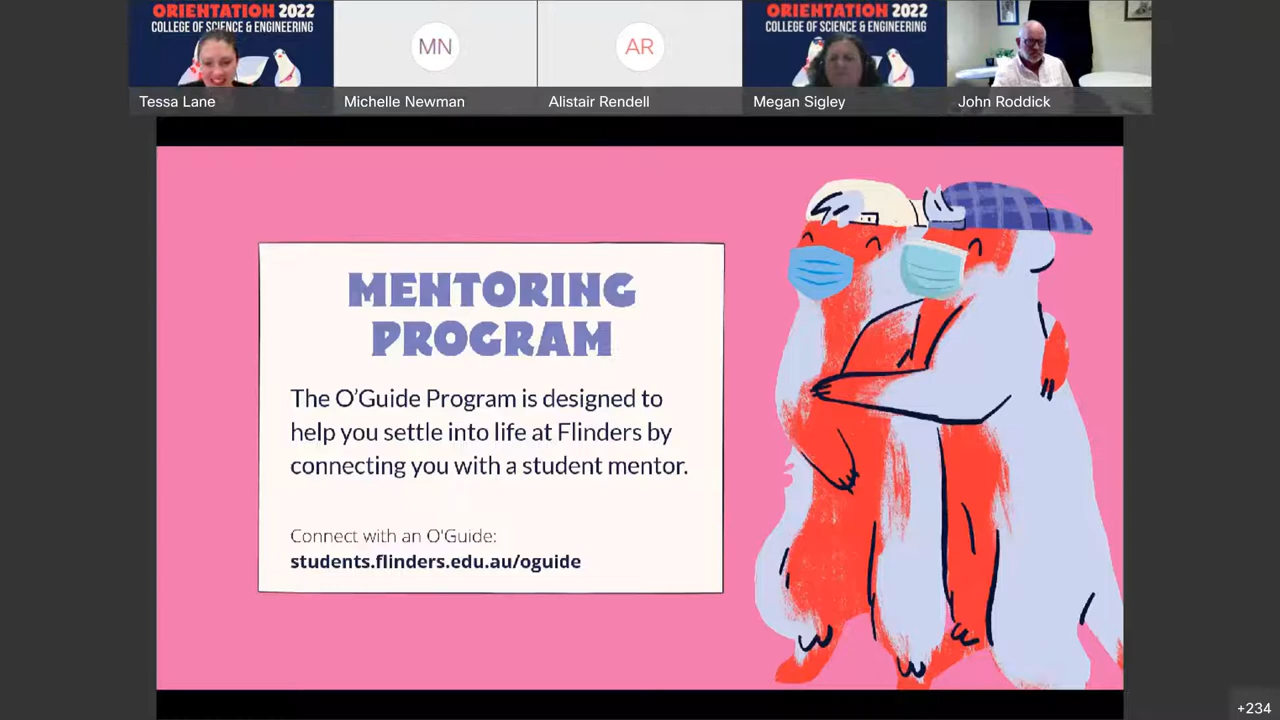 ORIENTATION 2022
COLLEGE OF SCIENCE & ENGINEERING
Tessa Lane
MN
Michelle Newman
AR
Alistair Rendell
ORIENTATION 2022
COLLEGE OF SCIENCE & ENGINEERING
Megan Sigley
John Roddick
MENTORING
PROGRAM
The O'Guide Program is designed to
help you settle into life at Flinders by
connecting you with a student mentor.
Connect with an O'Guide:
students.flinders.edu.au/oguide
+234